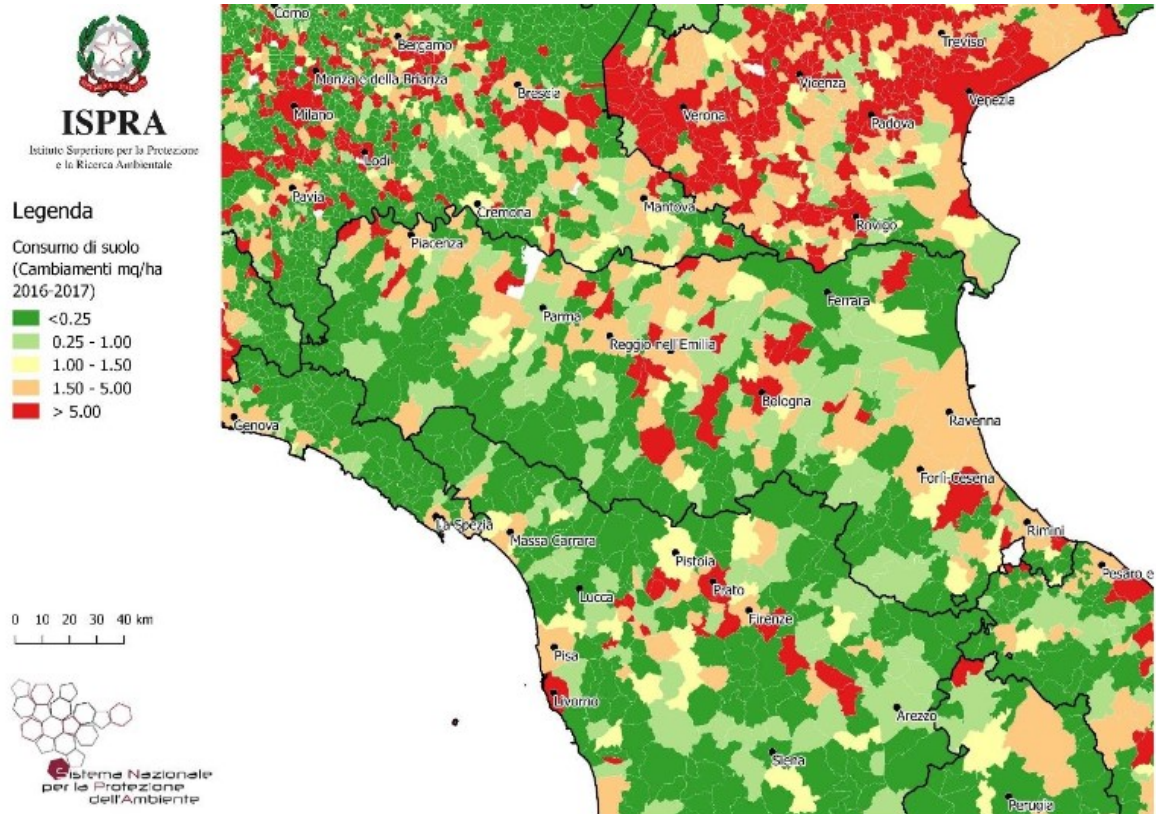 ISPRA
Istituto Superiore per la Protezione
e la Ricerca Ambientale
Legenda
Consumo di suolo
(Cambiamenti mq/ha
2016-2017)
<0.25
0.25 - 1.00
1.00 - 1.50
1.50 - 5.00
> 5.00
0 10 20 30 40 km
Sistema Nazionale
per la Protezione
dell'Ambiente
Como
Bergamo
Monza e della Brianza
Milano
Brescia
Lodi
Pavia
Cremona
Mantova
Verona
Vicenza
Treviso
Padova
Venezia
Rovigo
Piacenza
Parma
Reggio nell'Emilia
Ferrara
Bologna
Ravenna
Forlì-Cesena
Rimini
Pesaro e
Genova
La Spezia
Massa Carrara
Pistoia
Lucca
Prato
Firenze
Pisa
Livorno
Arezzo
Siena
Perugia